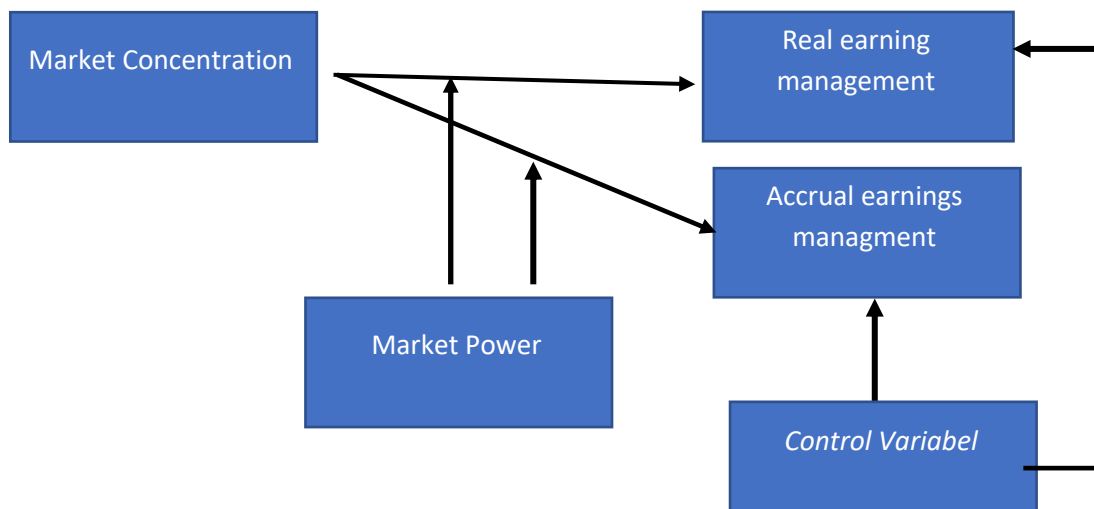 Market Concentration
Real earning
management
Accrual earnings
managment
Market Power
Control Variabel